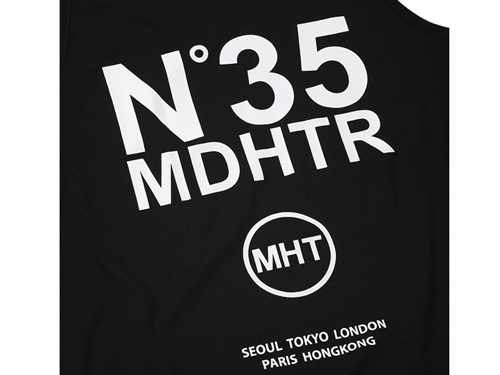 N°35
MDHTR
MHT
SEOUL TOKYO LONDON
PARIS HONGKONG